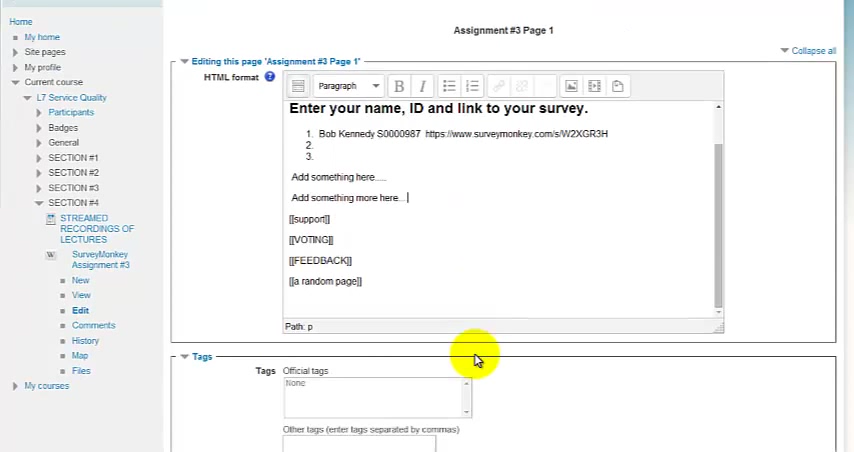 Assignment #3 Page 1
Collapse all
Home
My home
Site pages
My profile
Current course
L7 Service Quality
Participants
Badges
General
SECTION #1
SECTION #2
SECTION #3
SECTION #4
STREAMED
RECORDINGS OF
LECTURES
W
SurveyMonkey
Assignment #3
New
View
Edit
Comments
History
Map
Files
My courses
Editing this page 'Assignment #3 Page 1'
HTML format ?
Paragraph B I
Enter your name, ID and link to your survey.
1. Bob Kennedy S0000987 https://www.surveymonkey.com/s/W2XGR3H
2.
3.
Add something here.....
Add something more here...
[[support]]
[[VOTING]]
[[FEEDBACK]]
[[a random page]]
Path: p
Tags
Tags Official tags
None
Other tags (enter tags separated by commas)